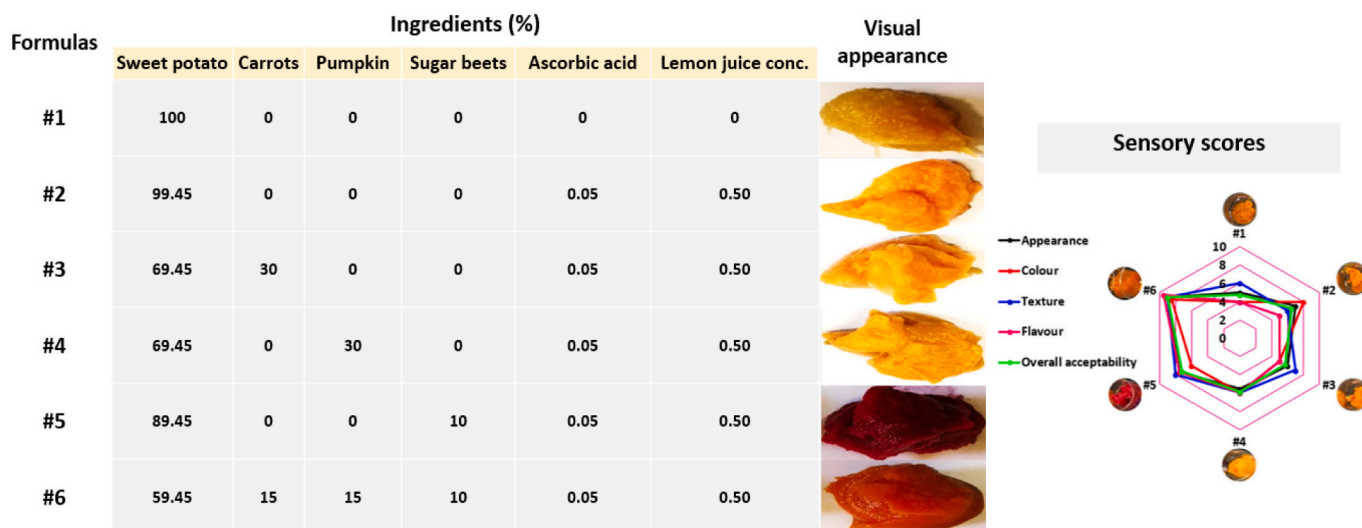 Formulas
Ingredients (%)
Visual
appearance
Sweet potato Carrots Pumpkin Sugar beets Ascorbic acid Lemon juice conc.
#1 100 0 0 0 0 0
#2 99.45 0 0 0 0.05 0.50
#3 69.45 30 0 0 0.05 0.50
#4 69.45 0 30 0 0.05 0.50
#5 89.45 0 0 10 0.05 0.50
#6 59.45 15 15 10 0.05 0.50
Sensory scores
Appearance
Colour
Texture
Flavour
Overall acceptability
#1
10
8
6
4
2
0
#2
#3
#4
#5
#6